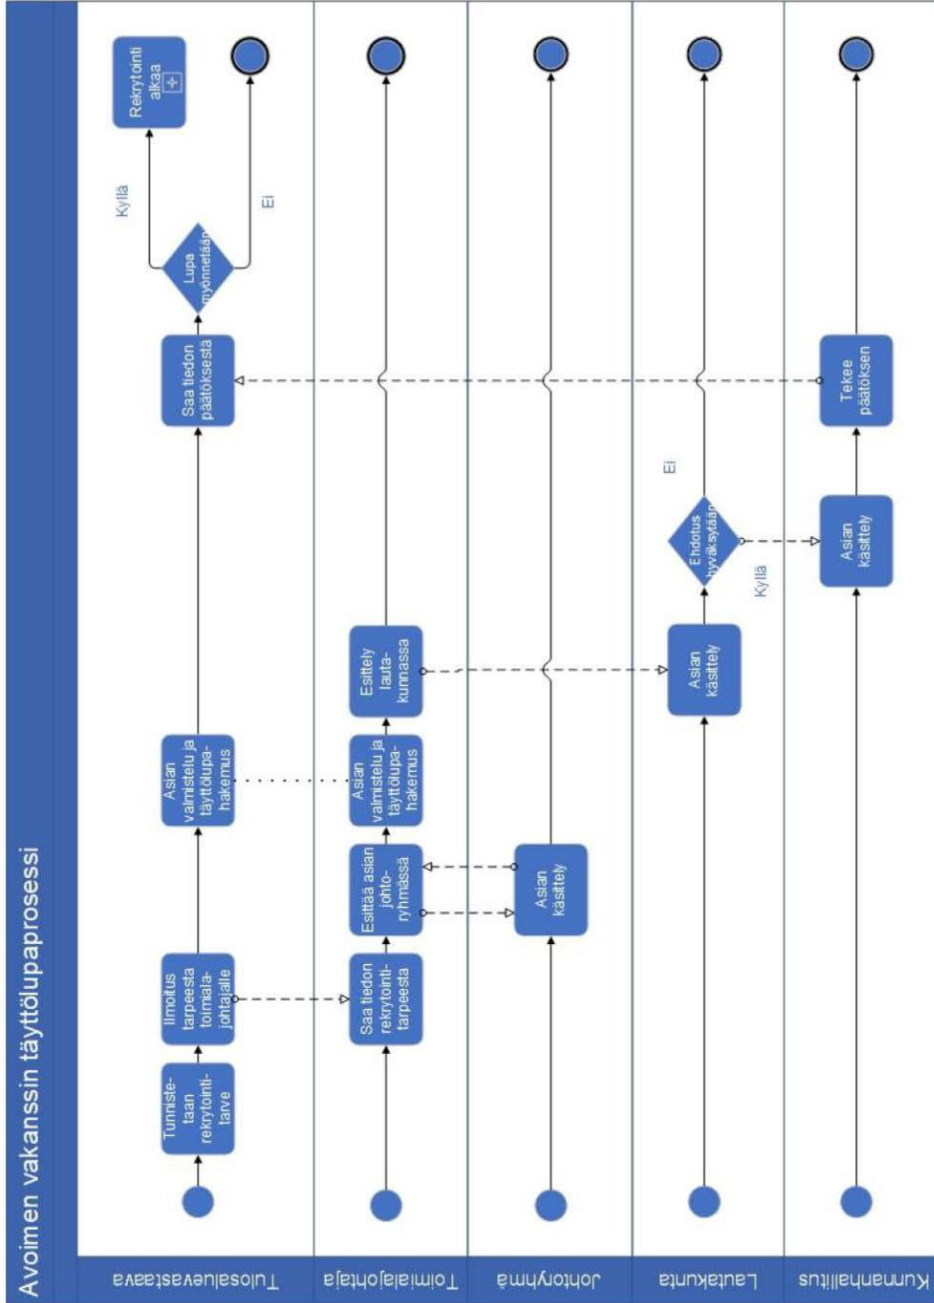 Avoimen vakanssin täyttölupaprosessi
Tulosaluevastaava
Tunniste-
taan
rekrytointi-
tarve
Ilmoitus
tarpeesta
toimiala-
johtajalle
Asian
valmistelu ja
täyttölupa-
hakemus
Saa tiedon
päätöksestä
Lupa
myönnetään
Kyllä
Ei
Rekrytointi
alkaa
Toimialajohtaja
Saa tiedon
rekrytointi-
tarpeesta
Esittää asian
johto-
ryhmässä
Asian
valmistelu ja
täyttölupa-
hakemus
Esittely
lauta-
kunnassa
Johtoryhmä
Asian
käsittely
Lautakunta
Asian
käsittely
Ehdotus
hyväksytään
Ei
Kyllä
Kunnanhallitus
Asian
käsittely
Tekee
päätöksen